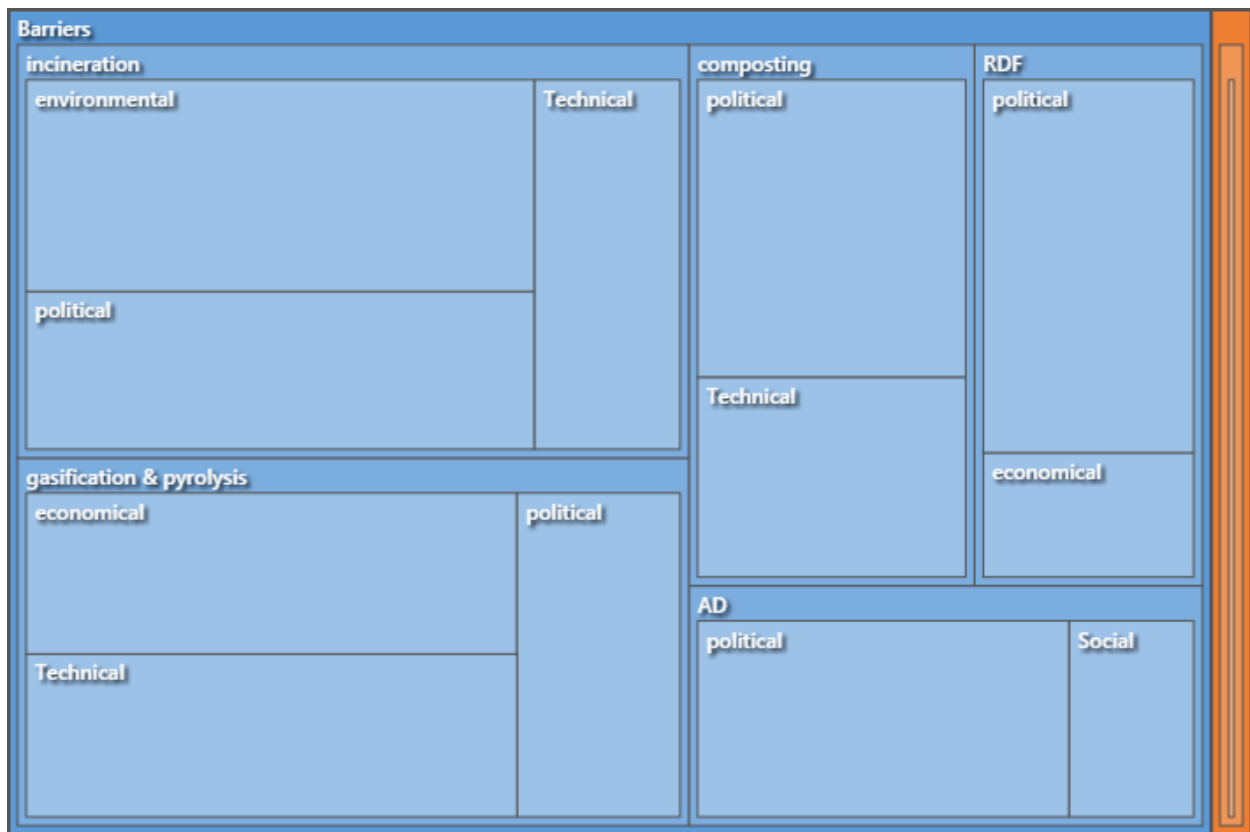 Barriers
incineration
environmental
Technical
political
gasification & pyrolysis
economical
political
Technical
composting
political
Technical
RDF
political
economical
AD
political
Social